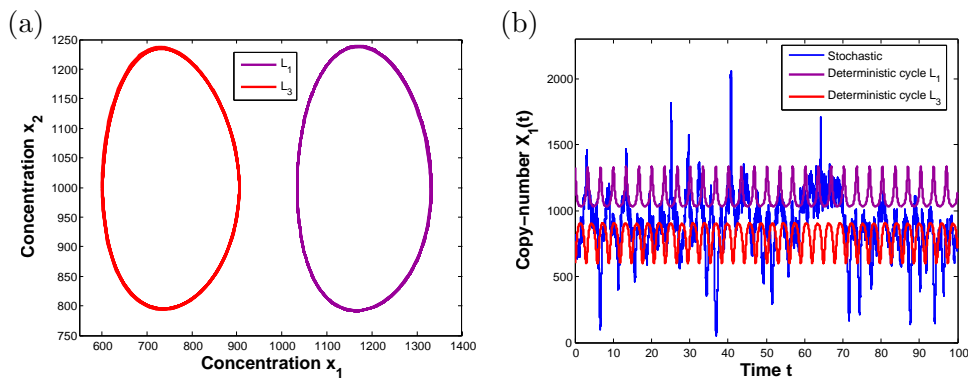 (a)
1250
1200
1150
1100
1050
1000
950
900
850
800
750
600 700 800 900 1000 1100 1200 1300 1400
Concentration x₂
Concentration x₁
L₁
L₃
(b)
2000
1500
1000
500
0
0 10 20 30 40 50 60 70 80 90 100
Copy−number X₁(t)
Time t
Stochastic
Deterministic cycle L₁
Deterministic cycle L₃